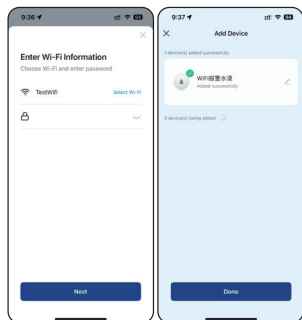 9:36
93
Enter Wi-Fi Information
Choose Wi-Fi and enter password
TestWifi
Select Wi-Fi
Next
9:37
93
Add Device
1 device(s) added successfully
WIFI报警水浸
Added successfully
0 device(s) being added
Done